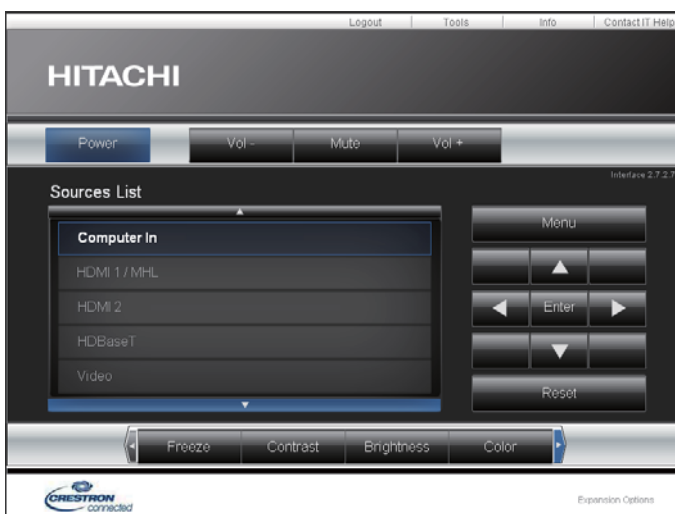 Logout Tools Info Contact IT Help
HITACHI
Power Vol - Mute Vol +
Interface 2.7.2.7
Sources List
Computer In
HDMI 1 / MHL
HDMI 2
HDBaseT
Video
Menu
Enter
Reset
Freeze Contrast Brightness Color
CRESTRON
connected
Expansion Options